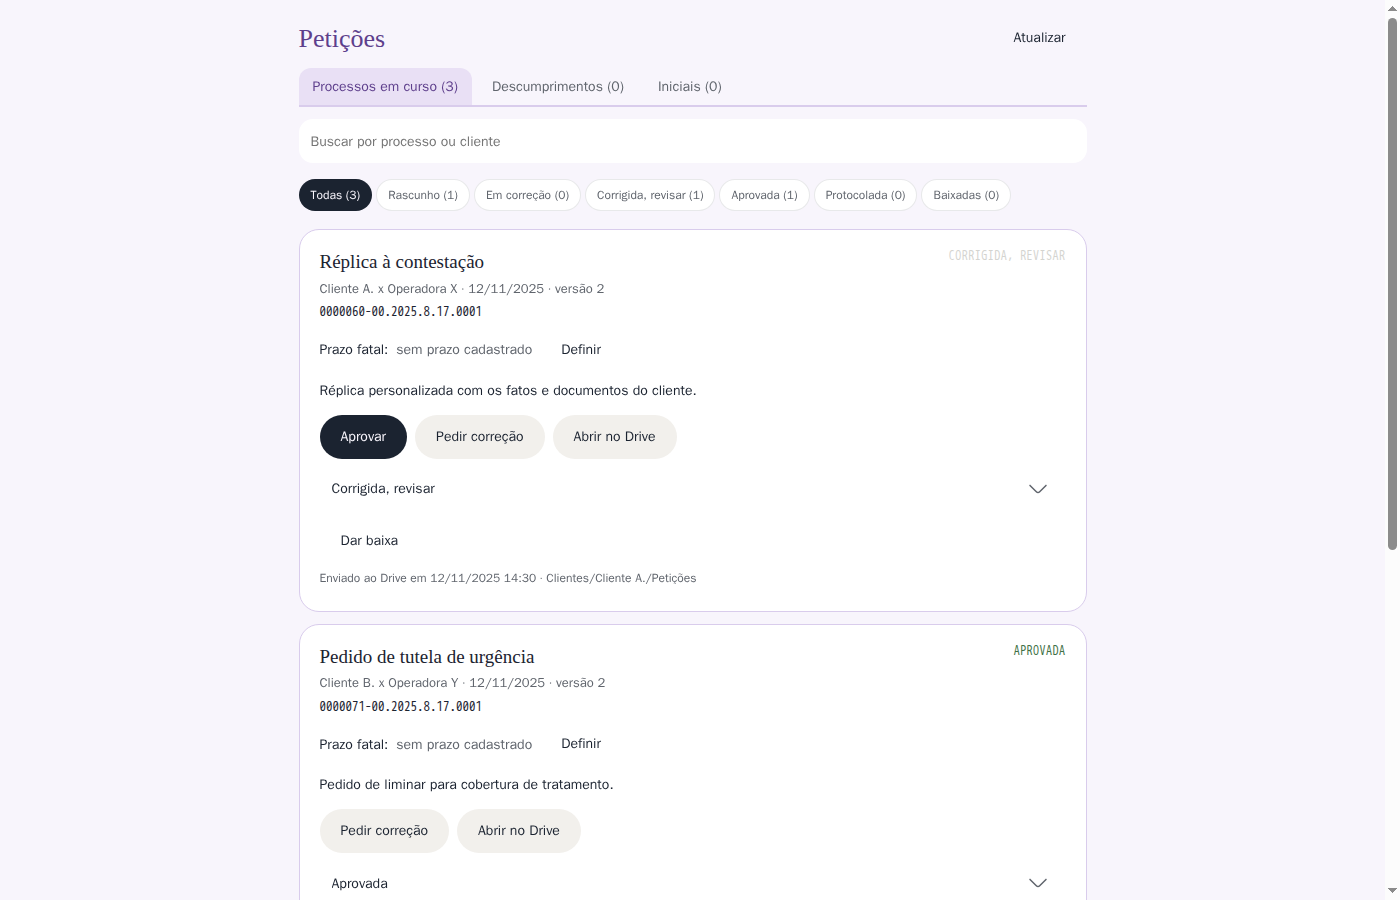 Petições
Atualizar
Processos em curso (3)
Descumprimentos (0)
Iniciais (0)
Buscar por processo ou cliente
Todas (3)
Rascunho (1)
Em correção (0)
Corrigida, revisar (1)
Aprovada (1)
Protocolada (0)
Baixadas (0)
Réplica à contestação
CORRIGIDA, REVISAR
Cliente A. x Operadora X · 12/11/2025 · versão 2
0000060-00.2025.8.17.0001
Prazo fatal: sem prazo cadastrado
Definir
Réplica personalizada com os fatos e documentos do cliente.
Aprovar
Pedir correção
Abrir no Drive
Corrigida, revisar
Dar baixa
Enviado ao Drive em 12/11/2025 14:30 · Clientes/Cliente A./Petições
Pedido de tutela de urgência
APROVADA
Cliente B. x Operadora Y · 12/11/2025 · versão 2
0000071-00.2025.8.17.0001
Prazo fatal: sem prazo cadastrado
Definir
Pedido de liminar para cobertura de tratamento.
Pedir correção
Abrir no Drive
Aprovada